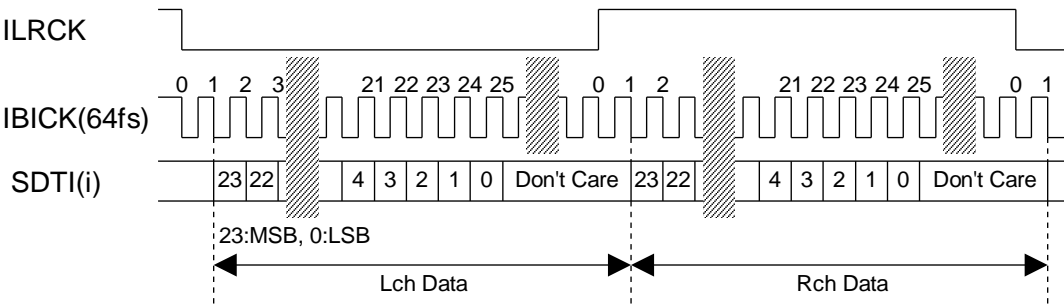 ILRCK
0 1 2 3 21 22 23 24 25 0 1 2 21 22 23 24 25 0 1
IBICK(64fs)
SDTI(i) 23 22 4 3 2 1 0 Don't Care 23 22 4 3 2 1 0 Don't Care
23:MSB, 0:LSB
Lch Data Rch Data